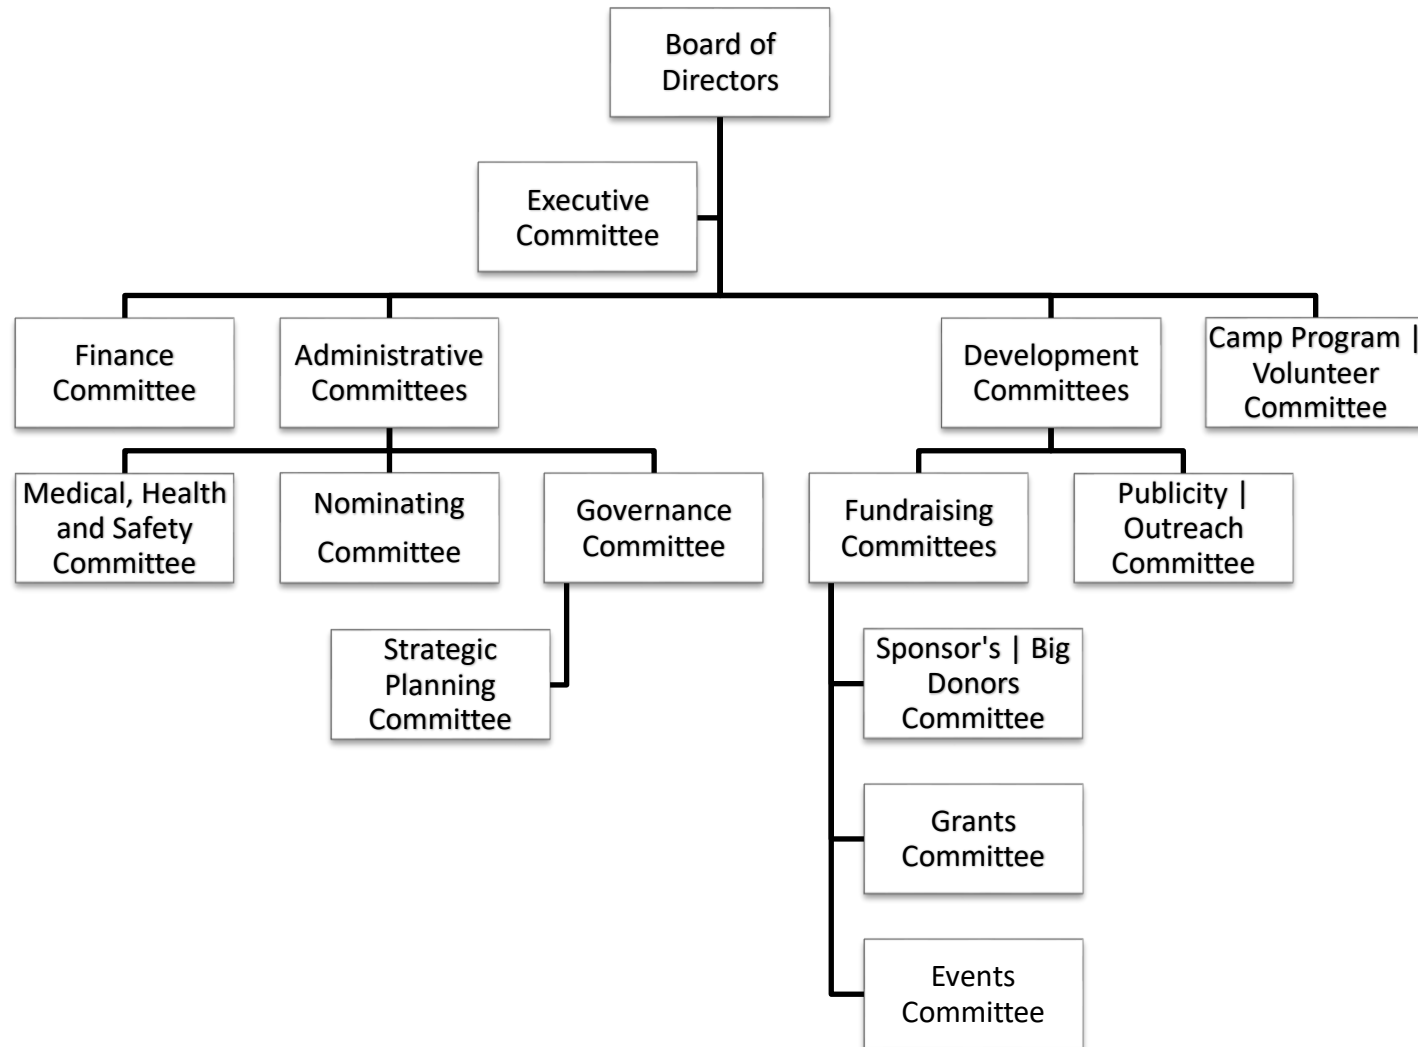 Board of
Directors
Executive
Committee
Finance
Committee
Administrative
Committees
Development
Committees
Camp Program |
Volunteer
Committee
Medical, Health
and Safety
Committee
Nominating
Committee
Governance
Committee
Fundraising
Committees
Publicity |
Outreach
Committee
Strategic
Planning
Committee
Sponsor's | Big
Donors
Committee
Grants
Committee
Events
Committee